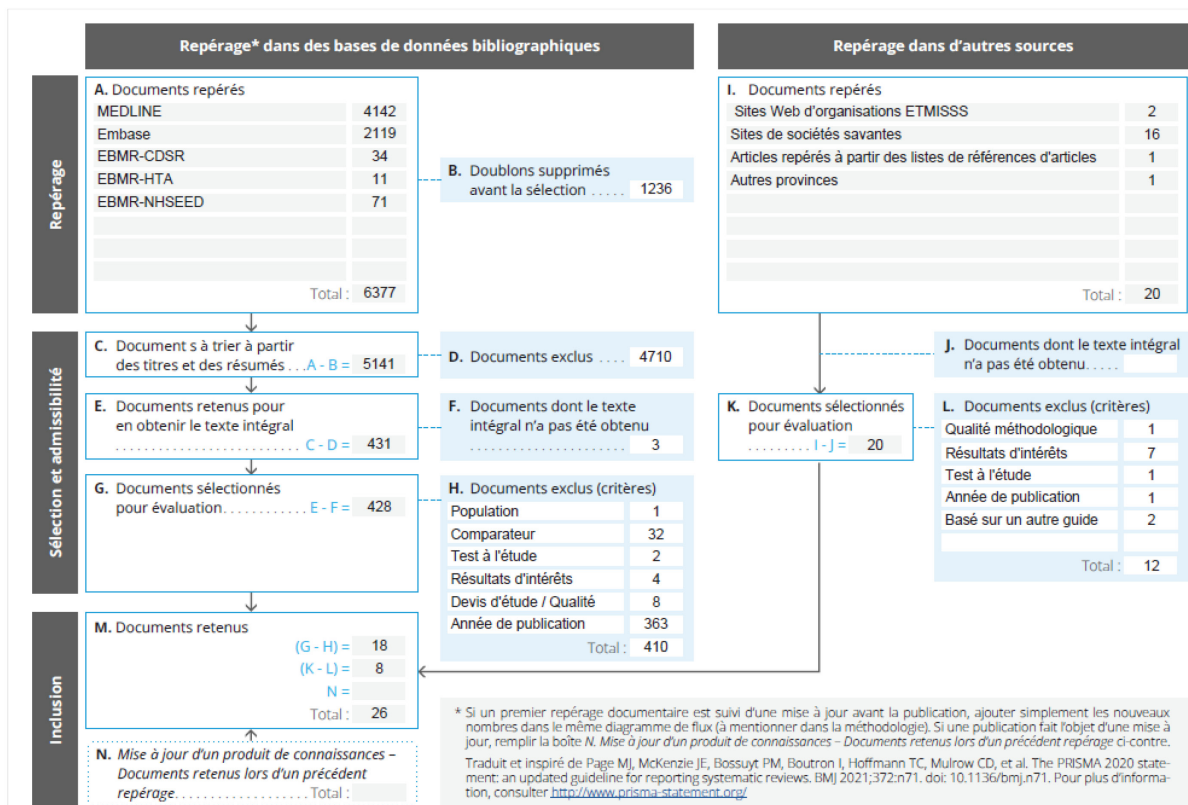 Repérage* dans des bases de données bibliographiques
Repérage dans d'autres sources
Repérage
A. Documents repérés
MEDLINE 4142
Embase 2119
EBMR-CDSR 34
EBMR-HTA 11
EBMR-NHSEED 71
Total : 6377
B. Doublons supprimés
avant la sélection . . . . . 1236
I. Documents repérés
Sites Web d'organisations ETMISSS 2
Sites de sociétés savantes 16
Articles repérés à partir des listes de références d'articles 1
Autres provinces 1
Total : 20
Sélection et admissibilité
C. Document s à trier à partir
des titres et des résumés . . . A - B = 5141
D. Documents exclus . . . . 4710
J. Documents dont le texte intégral
n'a pas été obtenu. . . . .
E. Documents retenus pour
en obtenir le texte intégral
. . . . . . . . . . . . . . . . . . . . . . . . . C - D = 431
F. Documents dont le texte
intégral n'a pas été obtenu
. . . . . . . . . . . . . . . . . . . . . . 3
K. Documents sélectionnés
pour évaluation
. . . . . . . . . I - J = 20
L. Documents exclus (critères)
Qualité méthodologique 1
Résultats d'intérêts 7
Test à l'étude 1
Année de publication 1
Basé sur un autre guide 2
Total : 12
G. Documents sélectionnés
pour évaluation. . . . . . . . . . . . E - F = 428
H. Documents exclus (critères)
Population 1
Comparateur 32
Test à l'étude 2
Résultats d'intérêts 4
Devis d'étude / Qualité 8
Année de publication 363
Total : 410
Inclusion
M. Documents retenus
(G - H) = 18
(K - L) = 8
N =
Total : 26
N. Mise à jour d'un produit de connaissances –
Documents retenus lors d'un précédent
repérage. . . . . . . . . . . . . . . . . Total :
* Si un premier repérage documentaire est suivi d'une mise à jour avant la publication, ajouter simplement les nouveaux
nombres dans le même diagramme de flux (à mentionner dans la méthodologie). Si une publication fait l'objet d'une mise à
jour, remplir la boîte N. Mise à jour d'un produit de connaissances – Documents retenus lors d'un précédent repérage ci-contre.
Traduit et inspiré de Page MJ, McKenzie JE, Bossuyt PM, Boutron I, Hoffmann TC, Mulrow CD, et al. The PRISMA 2020 state-
ment: an updated guideline for reporting systematic reviews. BMJ 2021;372:n71. doi: 10.1136/bmj.n71. Pour plus d'informa-
tion, consulter http://www.prisma-statement.org/